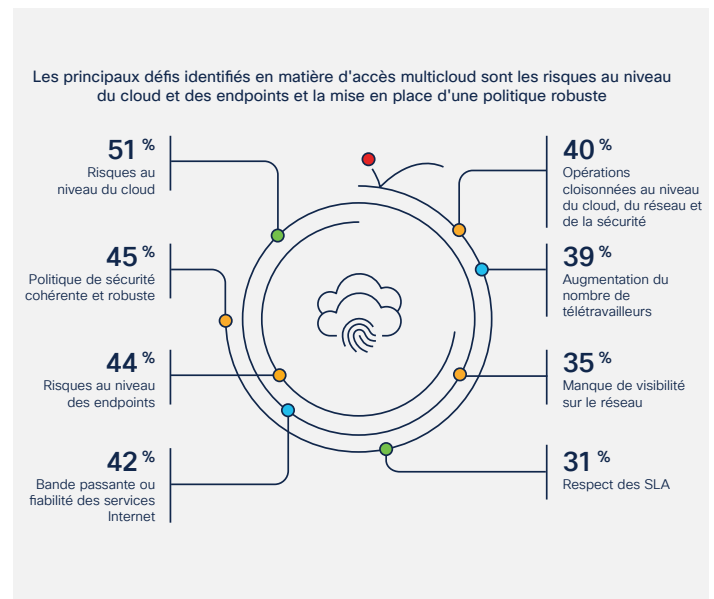 Les principaux défis identifiés en matière d'accès multicloud sont les risques au niveau
du cloud et des endpoints et la mise en place d'une politique robuste
51 %
Risques au
niveau du cloud
45 %
Politique de sécurité
cohérente et robuste
44 %
Risques au niveau
des endpoints
42 %
Bande passante ou
fiabilité des services
Internet
40 %
Opérations
cloisonnées au niveau
du cloud, du réseau et
de la sécurité
39 %
Augmentation du
nombre de
télétravailleurs
35 %
Manque de visibilité
sur le réseau
31 %
Respect des SLA